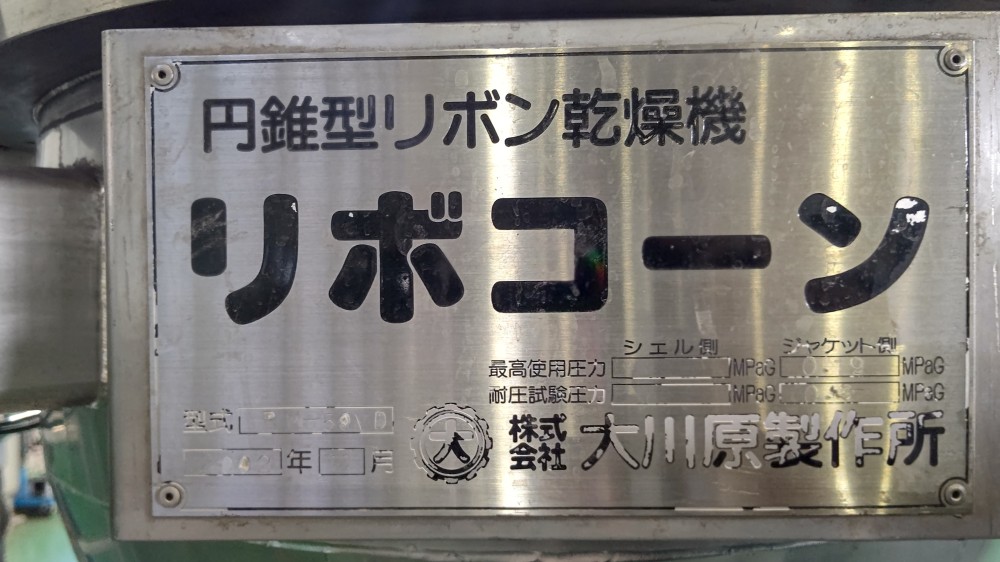 円錐型リボン乾燥機
リボコーン
シェル側 ジャケット側
最高使用圧力 MPaG MPaG
耐圧試験圧力 MPaG MPaG
型式
年 月
大 株式会社 大川原製作所